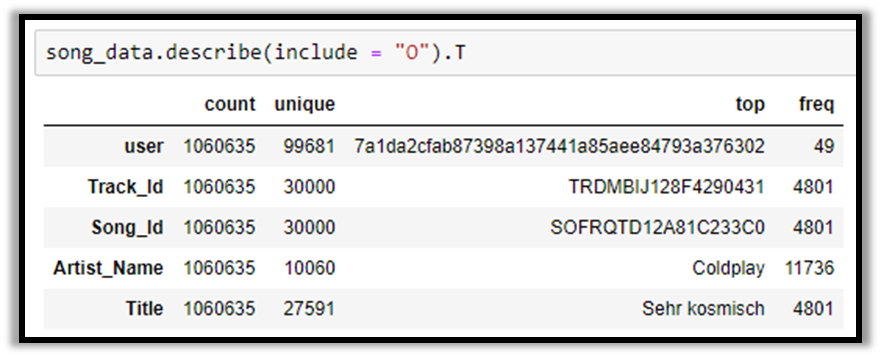 song_data.describe(include = "O").T
count unique top freq
user 1060635 99681 7a1da2cfab87398a137441a85aee84793a376302 49
Track_Id 1060635 30000 TRDMBIJ128F4290431 4801
Song_Id 1060635 30000 SOFRQTD12A81C233C0 4801
Artist_Name 1060635 10060 Coldplay 11736
Title 1060635 27591 Sehr kosmisch 4801